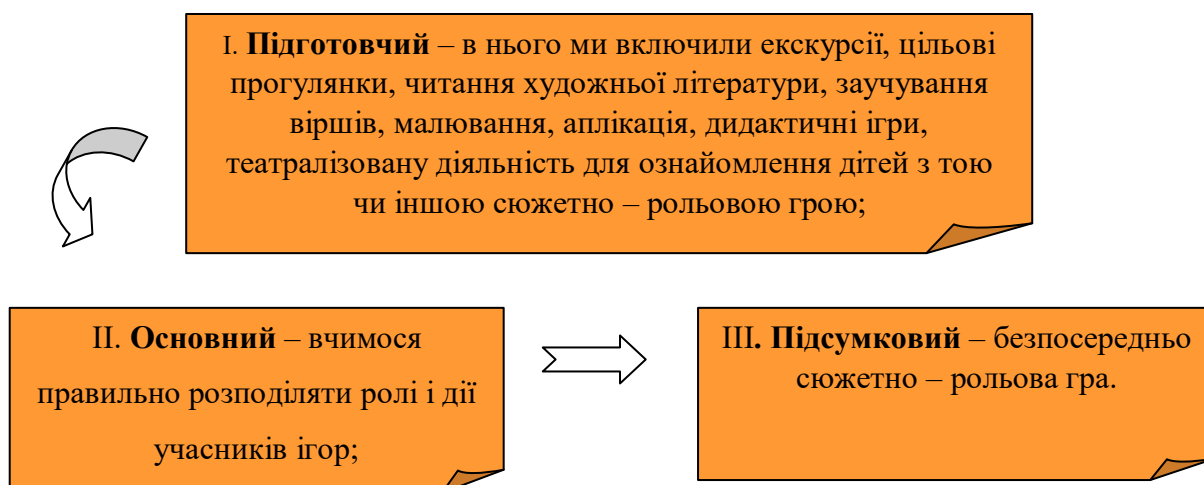 І. Підготовчий – в нього ми включили екскурсії, цільові
прогулянки, читання художньої літератури, заучування
віршів, малювання, аплікація, дидактичні ігри,
театралізовану діяльність для ознайомлення дітей з тою
чи іншою сюжетно – рольовою грою;
ІІ. Основний – вчимося
правильно розподіляти ролі і дії
учасників ігор;
ІІІ. Підсумковий – безпосередньо
сюжетно – рольова гра.